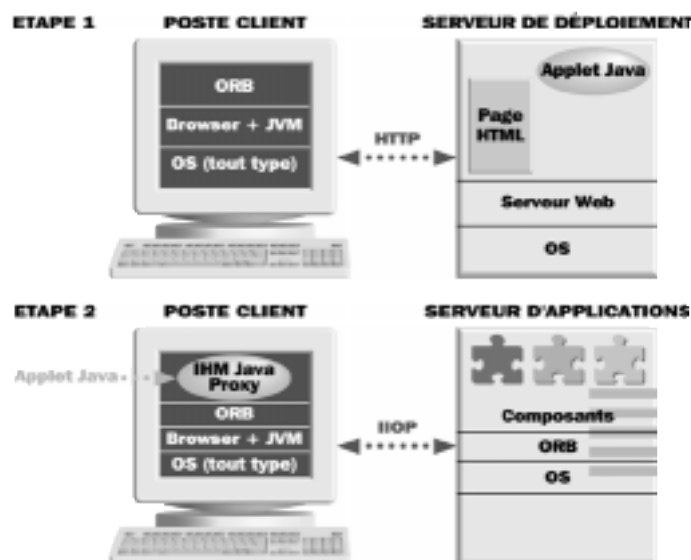 ETAPE 1 POSTE CLIENT SERVEUR DE DÉPLOIEMENT
ORB
Browser + JVM
OS (tout type)
HTTP
Applet Java
Page
HTML
Serveur Web
OS
ETAPE 2 POSTE CLIENT SERVEUR D'APPLICATIONS
Applet Java
IHM Java
Proxy
ORB
Browser + JVM
OS (tout type)
IIOP
Composants
ORB
OS